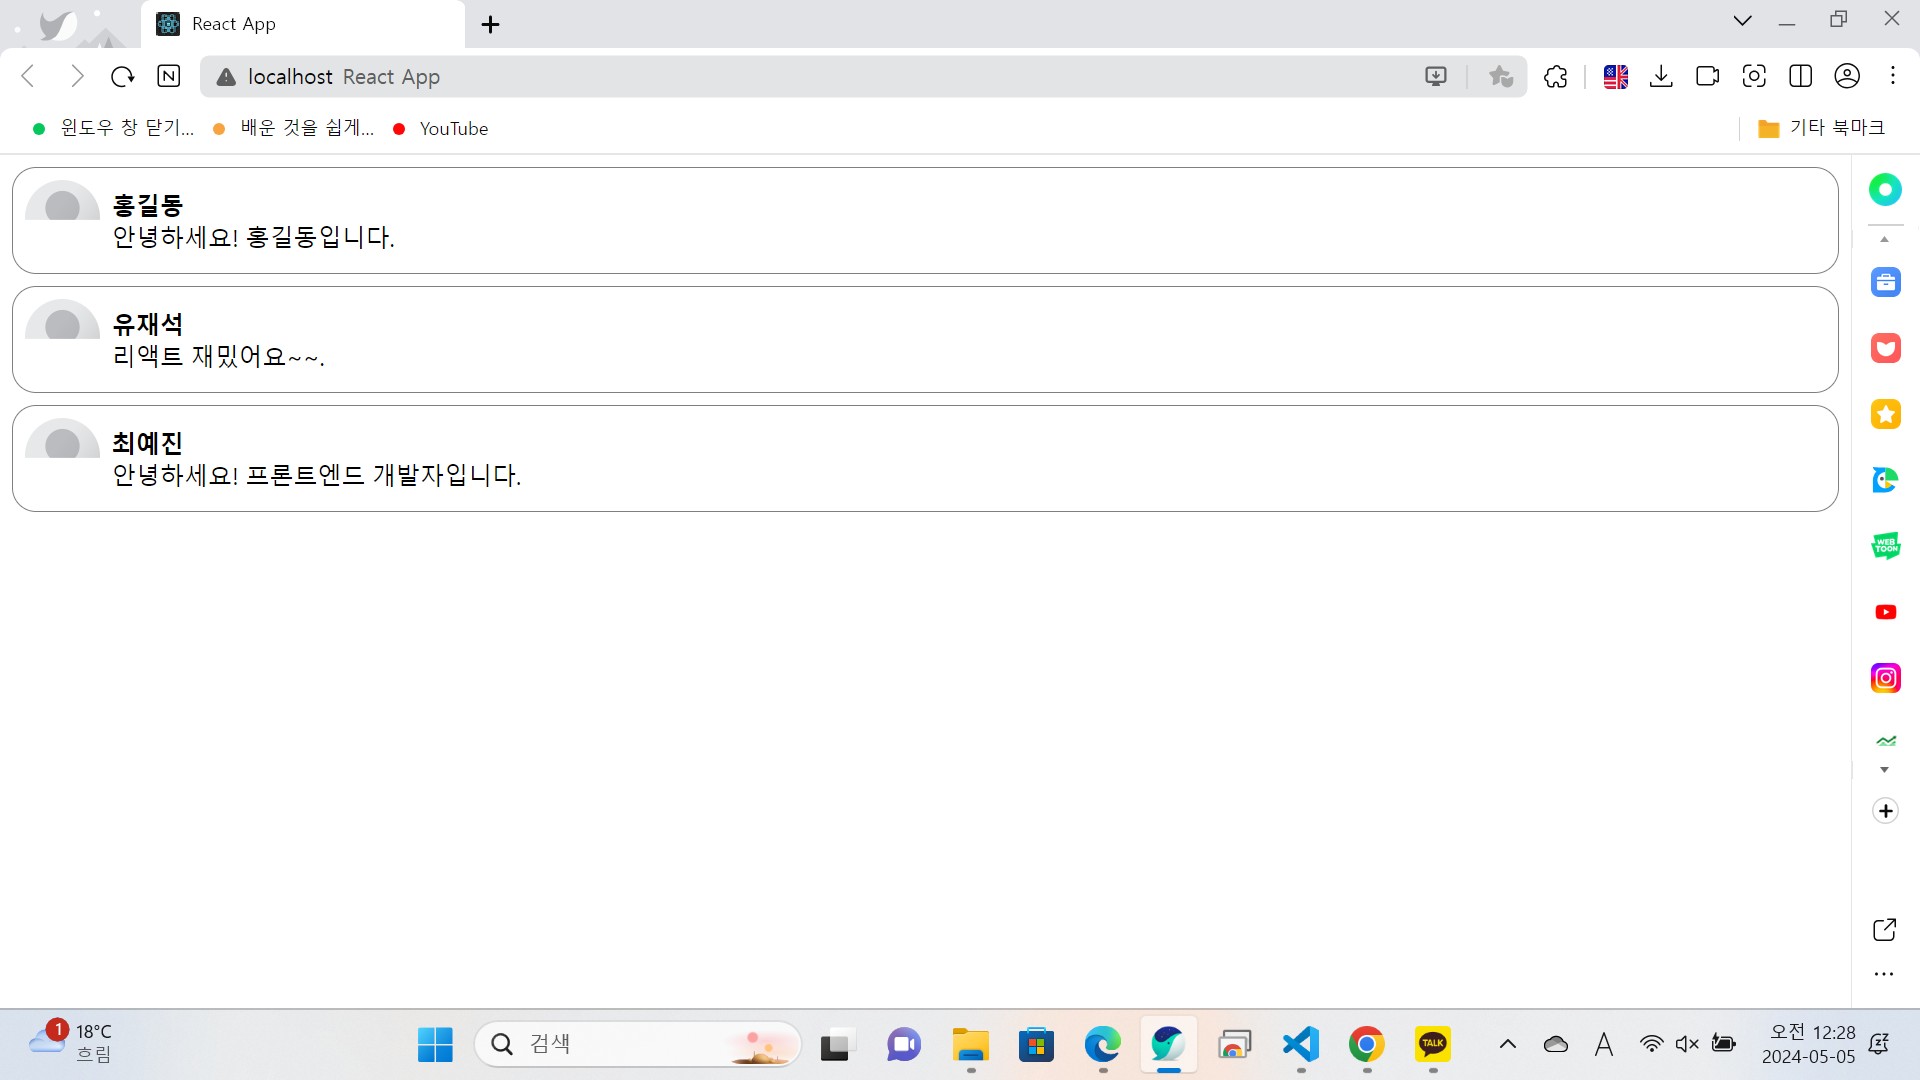 React App
localhost React App
윈도우 창 닫기... 배운 것을 쉽게... YouTube 기타 북마크
홍길동
안녕하세요! 홍길동입니다.
유재석
리액트 재밌어요~~.
최예진
안녕하세요! 프론트엔드 개발자입니다.
WEB
TOON
1
18°C
흐림
검색
TALK
A
오전 12:28
2024-05-05